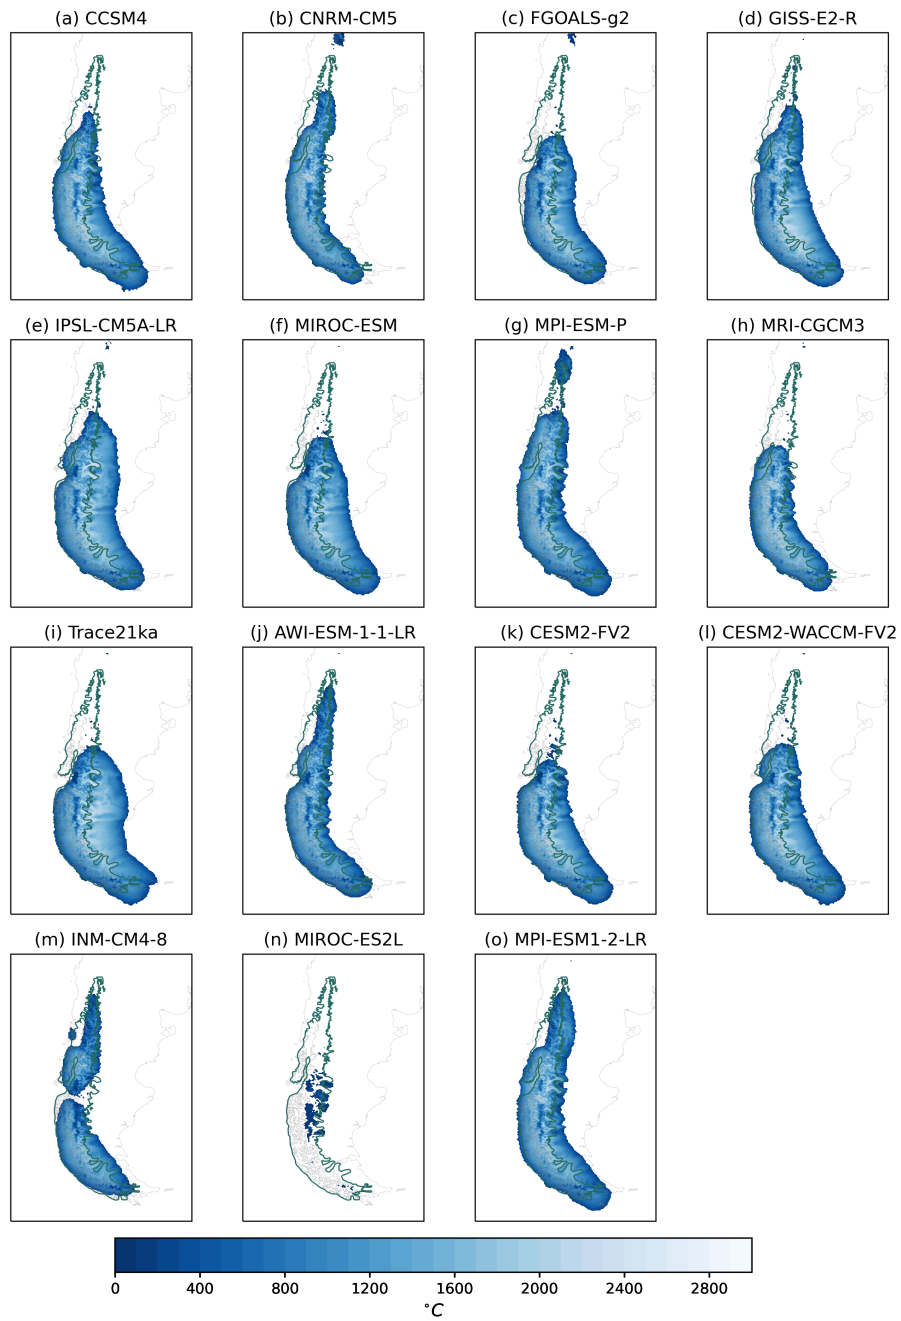 (a) CCSM4
(b) CNRM-CM5
(c) FGOALS-g2
(d) GISS-E2-R
(e) IPSL-CM5A-LR
(f) MIROC-ESM
(g) MPI-ESM-P
(h) MRI-CGCM3
(i) Trace21ka
(j) AWI-ESM-1-1-LR
(k) CESM2-FV2
(l) CESM2-WACCM-FV2
(m) INM-CM4-8
(n) MIROC-ES2L
(o) MPI-ESM1-2-LR
0 400 800 1200 1600 2000 2400 2800
°C